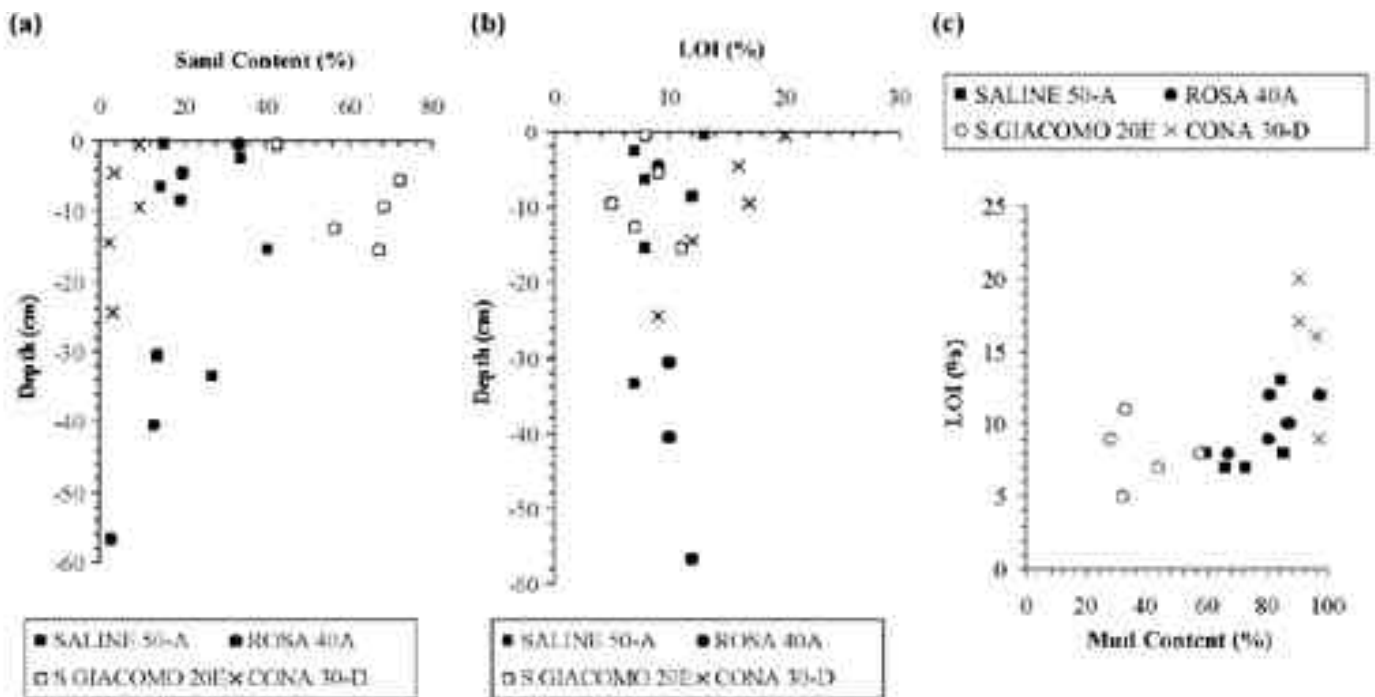 (a)
Sand Content (%)
0 20 40 60 80
0
-10
-20
-30
-40
-50
-60
Depth (cm)
■ SALINE 50-A ● ROSA 40A
□ S.GIACOMO 20E × CONA 30-D
(b)
LOI (%)
0 10 20 30
0
-10
-20
-30
-40
-50
-60
Depth (cm)
■ SALINE 50-A ● ROSA 40A
□ S.GIACOMO 20E × CONA 30-D
(c)
■ SALINE 50-A ● ROSA 40A
○ S.GIACOMO 20E × CONA 30-D
25
20
15
10
5
0
LOI (%)
0 20 40 60 80 100
Mud Content (%)